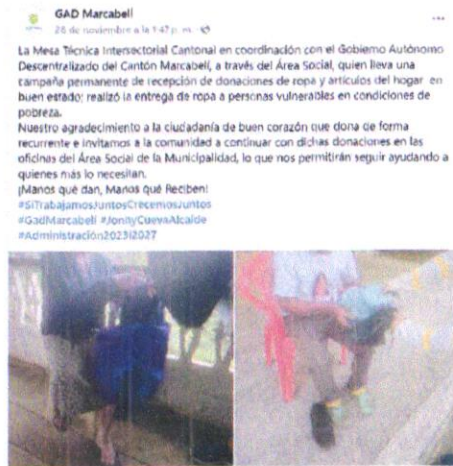 GAD Marcabelí
26 de noviembre a la 1:47 p. m.
La Mesa Técnica Intersectorial Cantonal en coordinación con el Gobierno Autónomo
Descentralizado del Cantón Marcabelí, a través del Área Social, quien lleva una
campaña permanente de recepción de donaciones de ropa y artículos del hogar en
buen estado; realizó la entrega de ropa a personas vulnerables en condiciones de
pobreza.
Nuestro agradecimiento a la ciudadanía de buen corazón que dona de forma
recurrente e invitamos a la comunidad a continuar con dichas donaciones en las
oficinas del Área Social de la Municipalidad, lo que nos permitirán seguir ayudando a
quienes más lo necesitan.
¡Manos qué dan, Manos qué Reciben!
#SiTrabajamosJuntosCrecemosJuntos
#GadMarcabelí #JonnyCuevaAlcalde
#Administración2023|2027